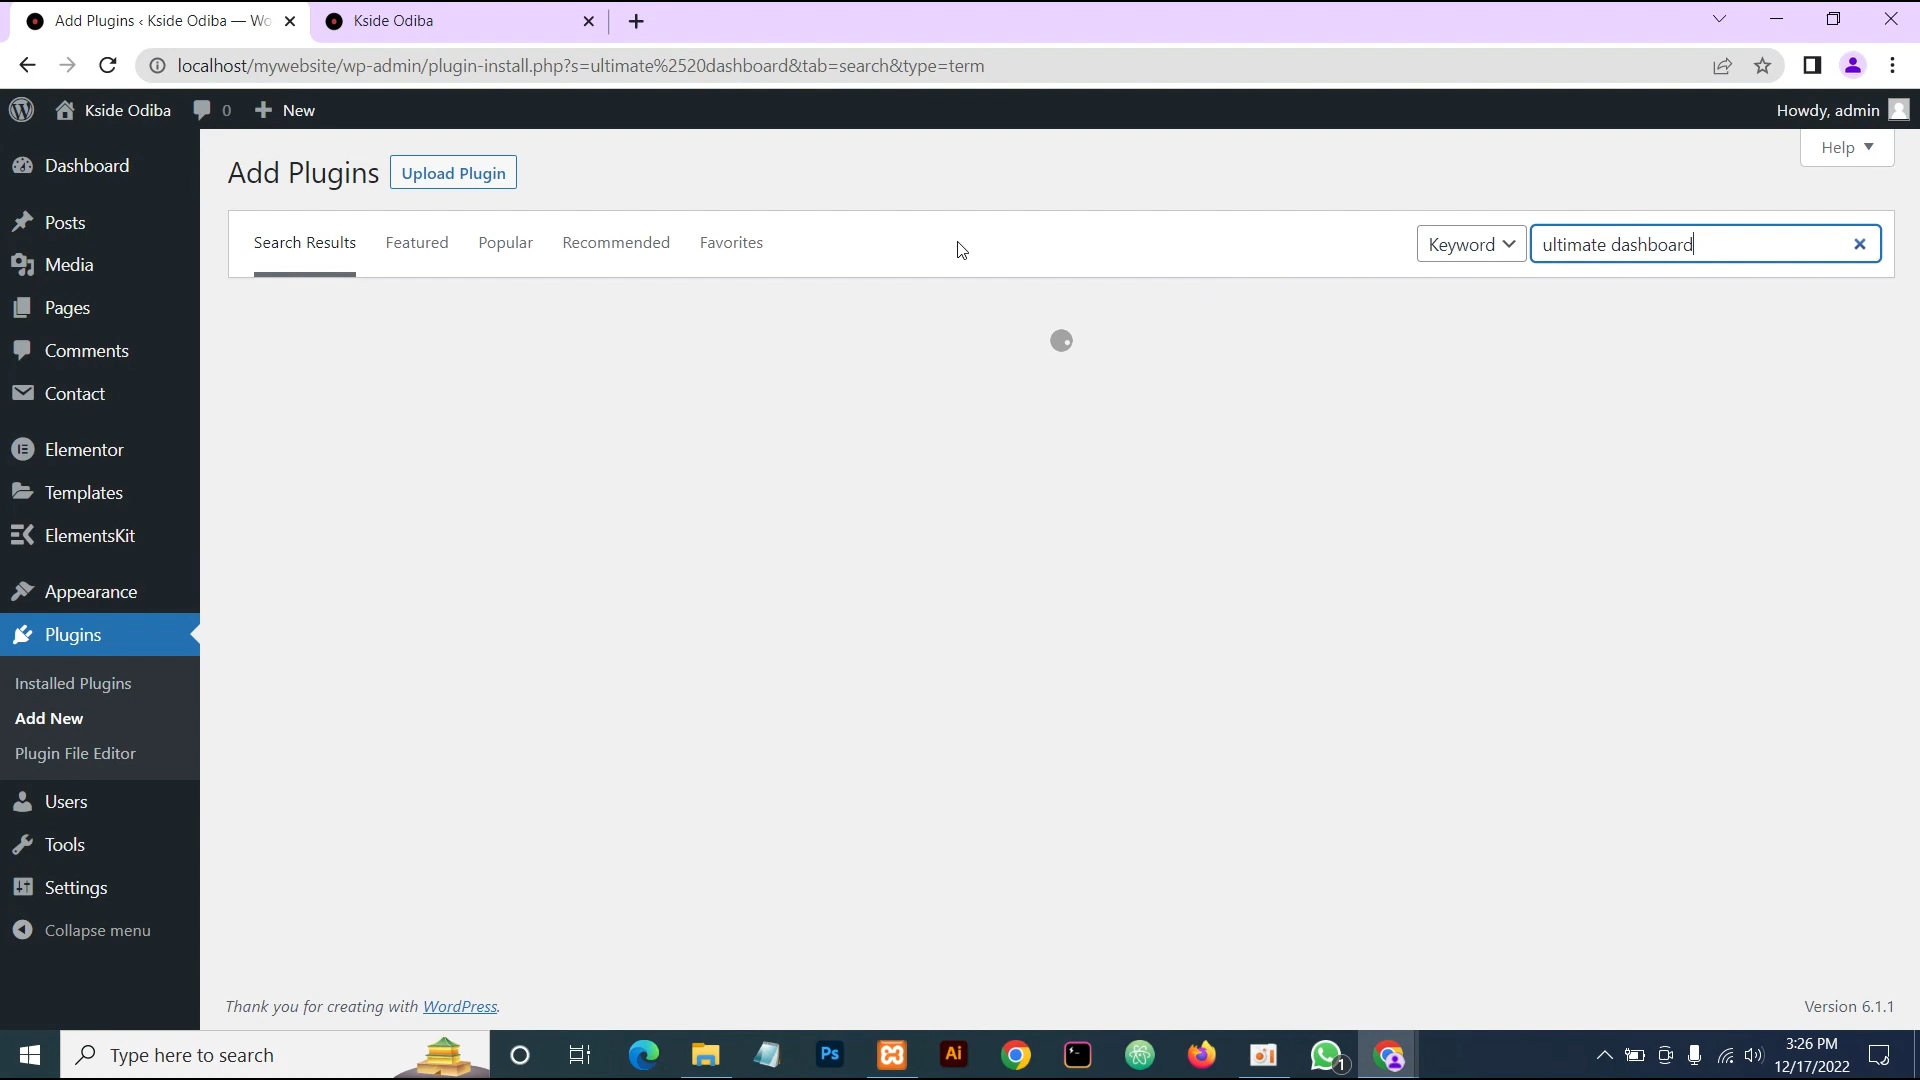 Add Plugins ‹ Kside Odiba — Wo
Kside Odiba
localhost/mywebsite/wp-admin/plugin-install.php?s=ultimate%2520dashboard&tab=search&type=term
Kside Odiba
0
New
Howdy, admin
Help
Add Plugins
Upload Plugin
Search Results
Featured
Popular
Recommended
Favorites
Keyword
ultimate dashboard
Dashboard
Posts
Media
Pages
Comments
Contact
Elementor
Templates
ElementsKit
Appearance
Plugins
Installed Plugins
Add New
Plugin File Editor
Users
Tools
Settings
Collapse menu
Thank you for creating with WordPress.
Version 6.1.1
Type here to search
Ps
Ai
1
3:26 PM
12/17/2022